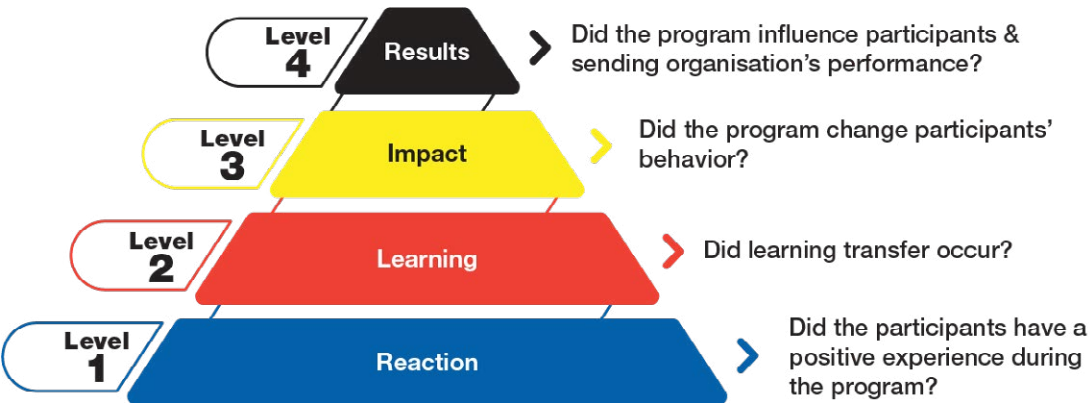 Level
4
Results
Did the program influence participants &
sending organisation's performance?
Level
3
Impact
Did the program change participants'
behavior?
Level
2
Learning
Did learning transfer occur?
Level
1
Reaction
Did the participants have a
positive experience during
the program?